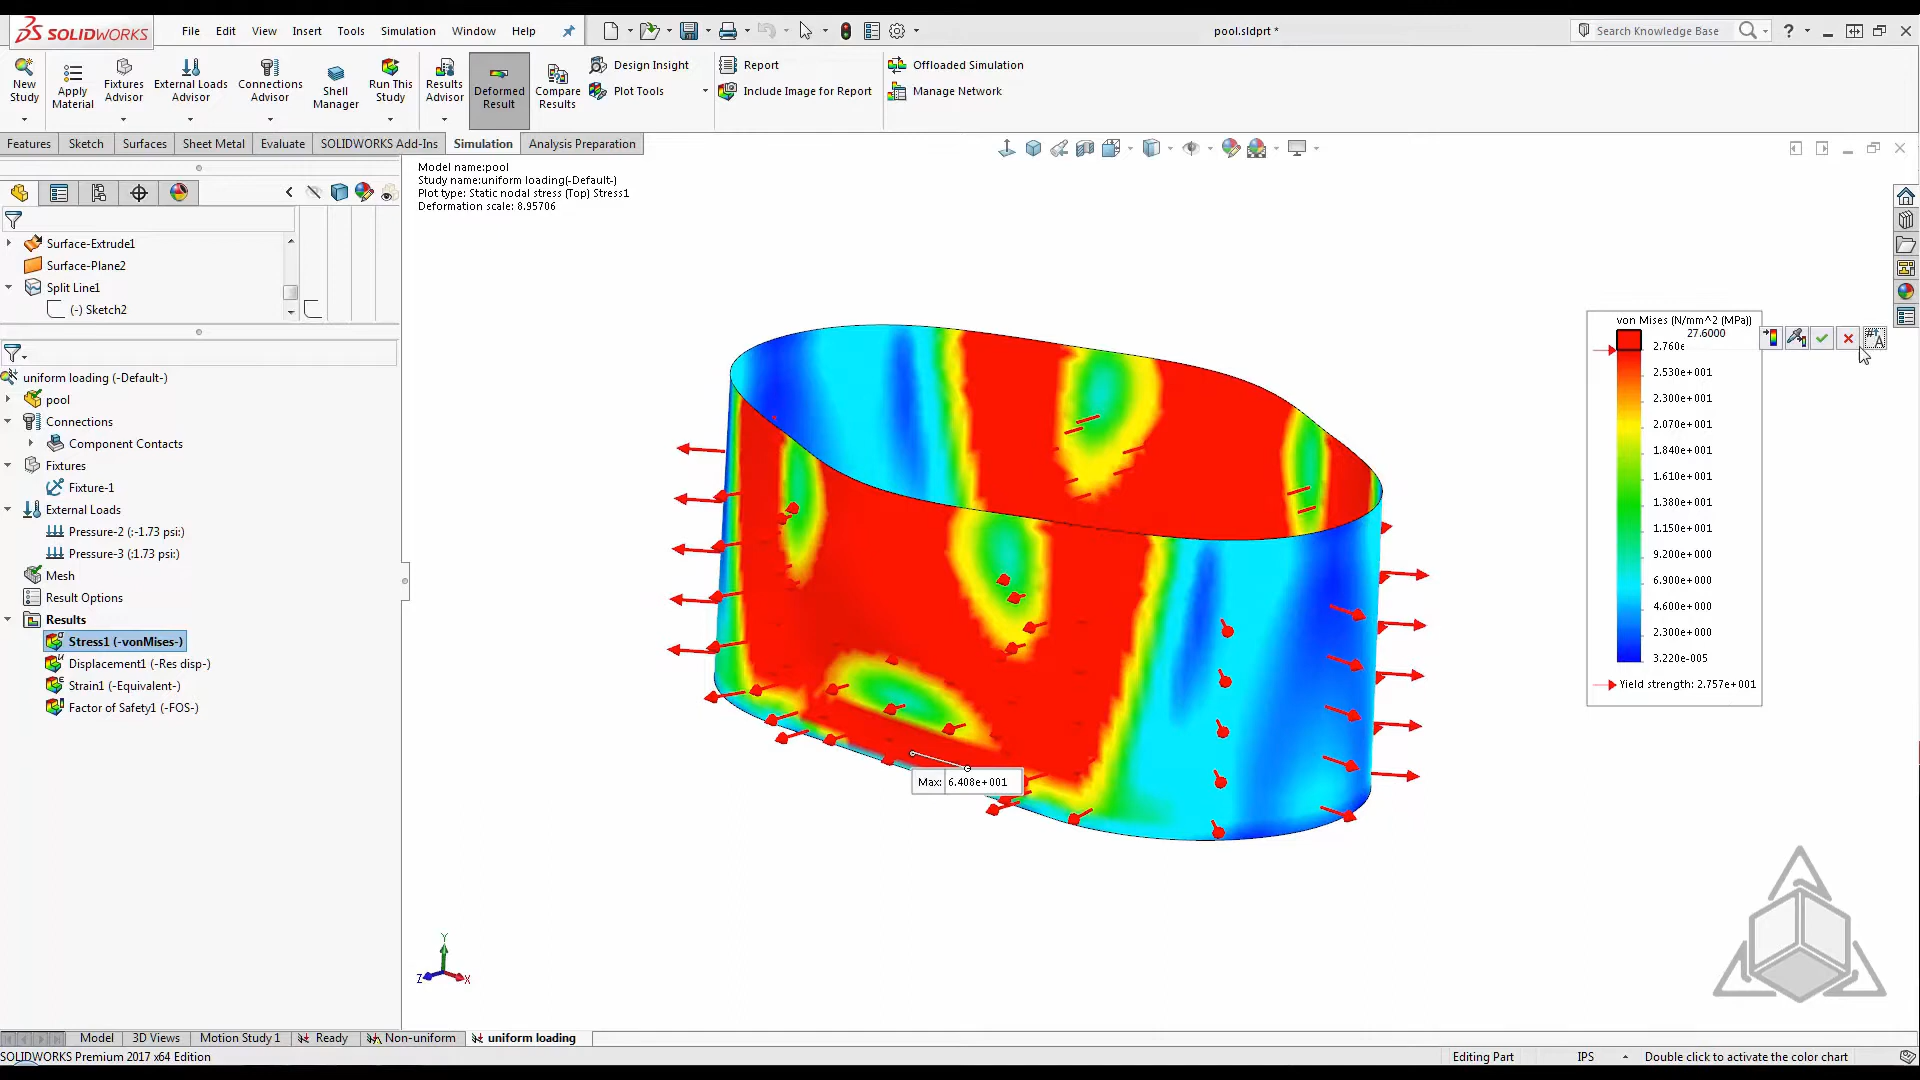 SOLIDWORKS
File Edit View Insert Tools Simulation Window Help
pool.sldprt *
Search Knowledge Base
New Study
Apply Material
Fixtures Advisor
External Loads Advisor
Connections Advisor
Shell Manager
Run This Study
Results Advisor
Deformed Result
Compare Results
Design Insight
Plot Tools
Report
Include Image for Report
Offloaded Simulation
Manage Network
Features Sketch Surfaces Sheet Metal Evaluate SOLIDWORKS Add-Ins Simulation Analysis Preparation
Model name:pool
Study name:uniform loading(-Default-)
Plot type: Static nodal stress (Top) Stress1
Deformation scale: 8.95706
Surface-Extrude1
Surface-Plane2
Split Line1
(-) Sketch2
uniform loading (-Default-)
pool
Connections
Component Contacts
Fixtures
Fixture-1
External Loads
Pressure-2 (:-1.73 psi:)
Pressure-3 (:1.73 psi:)
Mesh
Result Options
Results
Stress1 (-vonMises-)
Displacement1 (-Res disp-)
Strain1 (-Equivalent-)
Factor of Safety1 (-FOS-)
von Mises (N/mm^2 (MPa))
27.6000
2.760e
2.530e+001
2.300e+001
2.070e+001
1.840e+001
1.610e+001
1.380e+001
1.150e+001
9.200e+000
6.900e+000
4.600e+000
2.300e+000
3.220e-005
Yield strength: 2.757e+001
Max: 6.408e+001
Y
Z X
Model 3D Views Motion Study 1 Ready Non-uniform uniform loading
SOLIDWORKS Premium 2017 x64 Edition
Editing Part IPS Double click to activate the color chart